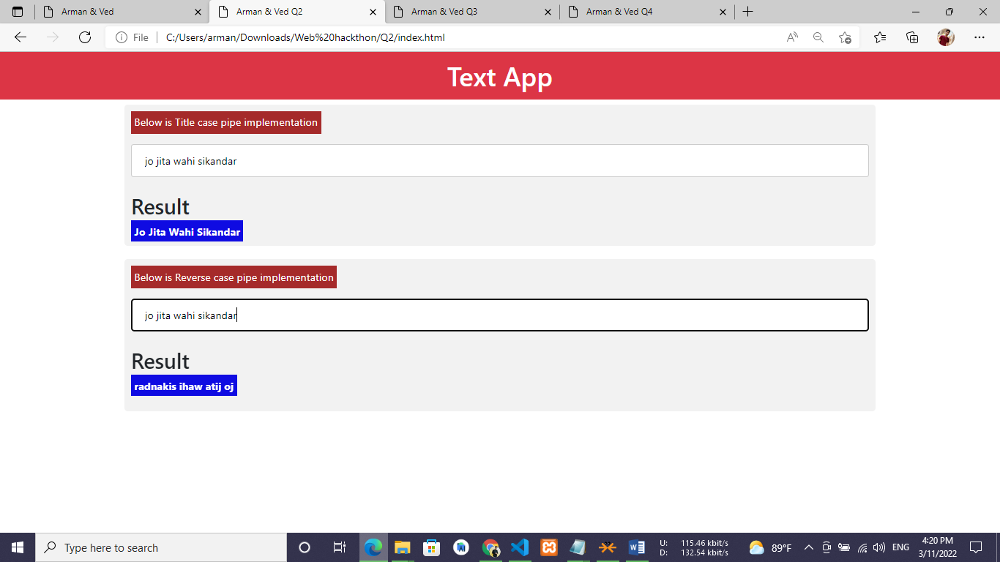 Arman & Ved
Arman & Ved Q2
Arman & Ved Q3
Arman & Ved Q4
File
C:/Users/arman/Downloads/Web%20hackthon/Q2/index.html
Text App
Below is Title case pipe implementation
jo jita wahi sikandar
Result
Jo Jita Wahi Sikandar
Below is Reverse case pipe implementation
jo jita wahi sikandar
Result
radnakis ihaw atij oj
Type here to search
U: 115.46 kbit/s
D: 132.54 kbit/s
89°F
ENG
4:20 PM
3/11/2022